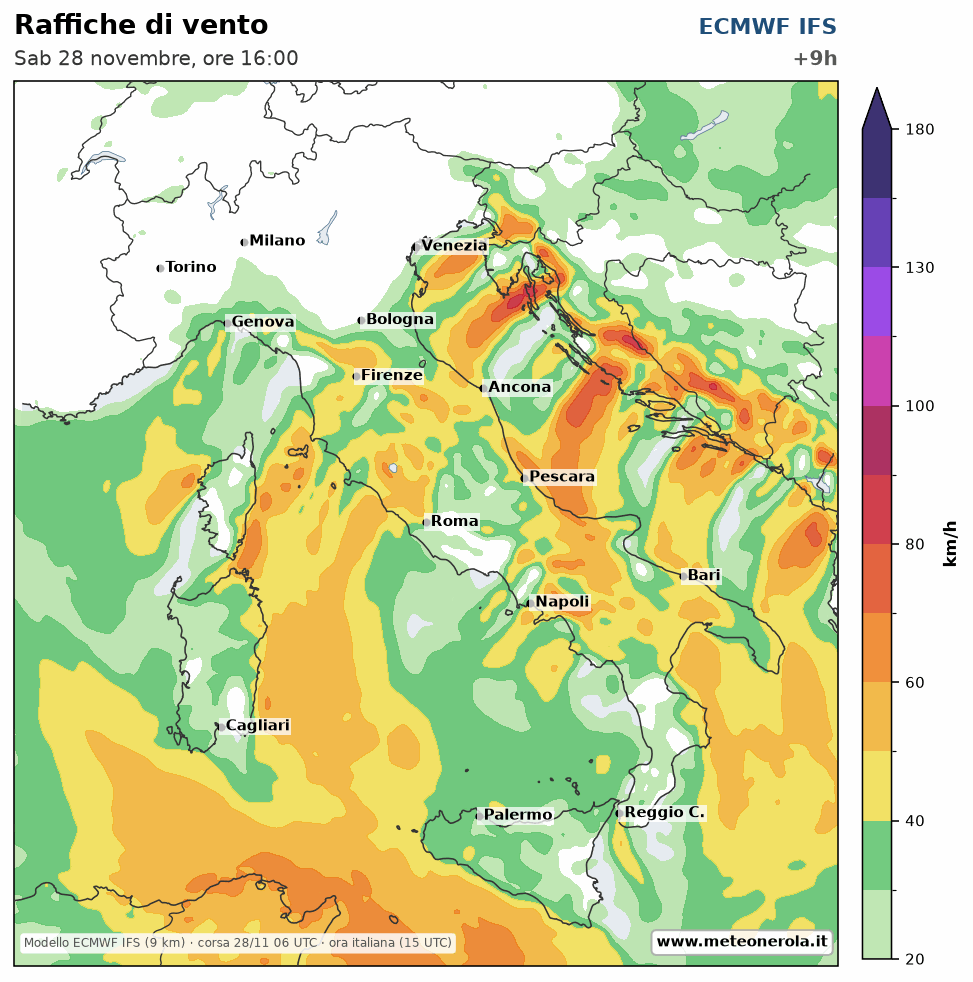 Raffiche di vento
ECMWF IFS
Sab 28 novembre, ore 16:00
+9h
Milano
Torino
Venezia
Genova
Bologna
Firenze
Ancona
Pescara
Roma
Bari
Napoli
Cagliari
Palermo
Reggio C.
180
130
100
80
60
40
20
km/h
Modello ECMWF IFS (9 km) · corsa 28/11 06 UTC · ora italiana (15 UTC)
www.meteonerola.it